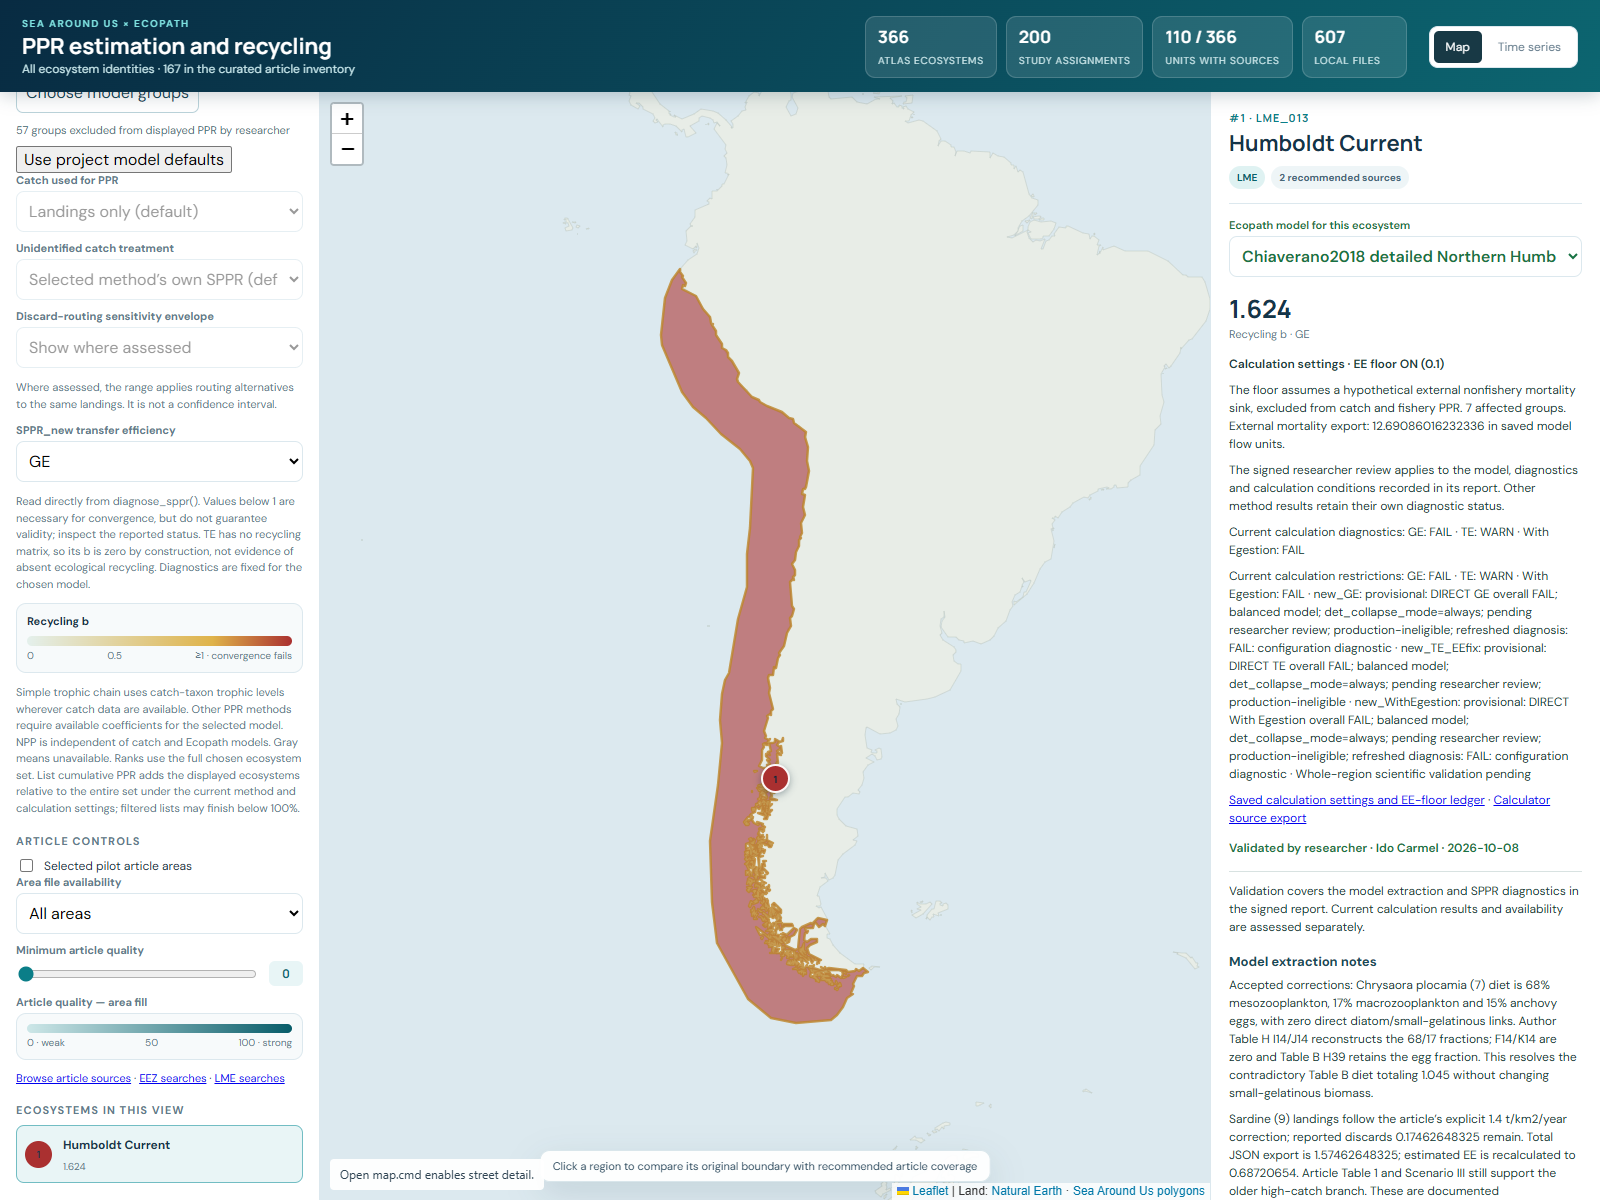 SEA AROUND US × ECOPATH
PPR estimation and recycling
All ecosystem identities · 167 in the curated article inventory
366
ATLAS ECOSYSTEMS
200
STUDY ASSIGNMENTS
110 / 366
UNITS WITH SOURCES
607
LOCAL FILES
Map
Time series
Choose model groups
57 groups excluded from displayed PPR by researcher
Use project model defaults
Catch used for PPR
Landings only (default)
Unidentified catch treatment
Selected method's own SPPR (def
Discard-routing sensitivity envelope
Show where assessed
Where assessed, the range applies routing alternatives
to the same landings. It is not a confidence interval.
SPPR_new transfer efficiency
GE
Read directly from diagnose_sppr(). Values below 1 are
necessary for convergence, but do not guarantee
validity; inspect the reported status. TE has no recycling
matrix, so its b is zero by construction, not evidence of
absent ecological recycling. Diagnostics are fixed for the
chosen model.
Recycling b
0
0.5
≥1 · convergence fails
Simple trophic chain uses catch-taxon trophic levels
wherever catch data are available. Other PPR methods
require available coefficients for the selected model.
NPP is independent of catch and Ecopath models. Gray
means unavailable. Ranks use the full chosen ecosystem
set. List cumulative PPR adds the displayed ecosystems
relative to the entire set under the current method and
calculation settings; filtered lists may finish below 100%.
ARTICLE CONTROLS
Selected pilot article areas
Area file availability
All areas
Minimum article quality
0
Article quality — area fill
0 · weak
50
100 · strong
Browse article sources · EEZ searches · LME searches
ECOSYSTEMS IN THIS VIEW
1
Humboldt Current
1.624
+
−
1
Open map.cmd enables street detail.
Click a region to compare its original boundary with recommended article coverage
Leaflet | Land: Natural Earth · Sea Around Us polygons
#1 · LME_013
Humboldt Current
LME
2 recommended sources
Ecopath model for this ecosystem
Chiaverano2018 detailed Northern Humb
1.624
Recycling b · GE
Calculation settings · EE floor ON (0.1)
The floor assumes a hypothetical external nonfishery mortality
sink, excluded from catch and fishery PPR. 7 affected groups.
External mortality export: 12.69086016232336 in saved model
flow units.
The signed researcher review applies to the model, diagnostics
and calculation conditions recorded in its report. Other
method results retain their own diagnostic status.
Current calculation diagnostics: GE: FAIL · TE: WARN · With
Egestion: FAIL
Current calculation restrictions: GE: FAIL · TE: WARN · With
Egestion: FAIL · new_GE: provisional: DIRECT GE overall FAIL;
balanced model; det_collapse_mode=always; pending
researcher review; production-ineligible; refreshed diagnosis:
FAIL: configuration diagnostic · new_TE_EEfix: provisional:
DIRECT TE overall FAIL; balanced model;
det_collapse_mode=always; pending researcher review;
production-ineligible · new_WithEgestion: provisional: DIRECT
With Egestion overall FAIL; balanced model;
det_collapse_mode=always; pending researcher review;
production-ineligible; refreshed diagnosis: FAIL: configuration
diagnostic · Whole-region scientific validation pending
Saved calculation settings and EE-floor ledger · Calculator
source export
Validated by researcher · Ido Carmel · 2026-10-08
Validation covers the model extraction and SPPR diagnostics in
the signed report. Current calculation results and availability
are assessed separately.
Model extraction notes
Accepted corrections: Chrysaora plocamia (7) diet is 68%
mesozooplankton, 17% macrozooplankton and 15% anchovy
eggs, with zero direct diatom/small-gelatinous links. Author
Table H I14/J14 reconstructs the 68/17 fractions; F14/K14 are
zero and Table B H39 retains the egg fraction. This resolves the
contradictory Table B diet totaling 1.045 without changing
small-gelatinous biomass.
Sardine (9) landings follow the article's explicit 1.4 t/km2/year
correction; reported discards 0.17462648325 remain. Total
JSON export is 1.57462648325; estimated EE is recalculated to
0.68720654. Article Table 1 and Scenario III still support the
older high-catch branch. These are documented